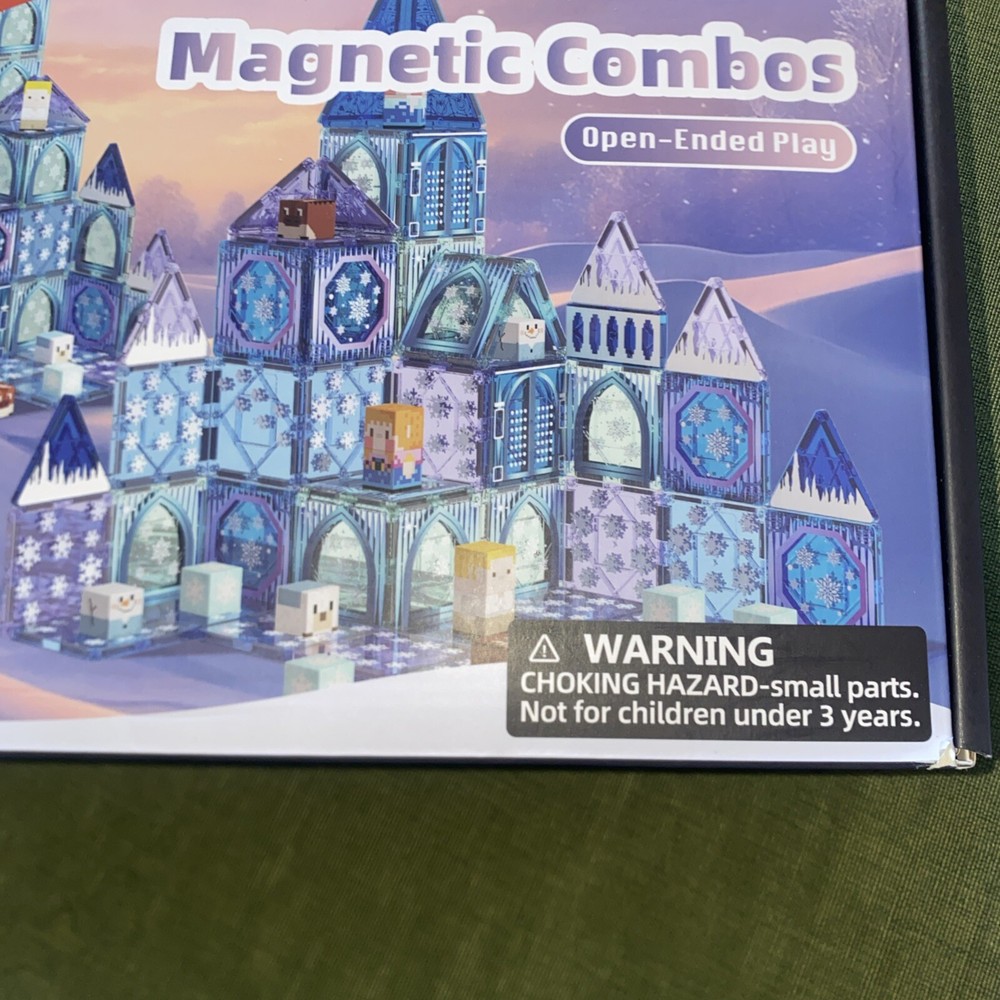 Magnetic Combos
Open-Ended Play
⚠ WARNING
CHOKING HAZARD-small parts.
Not for children under 3 years.